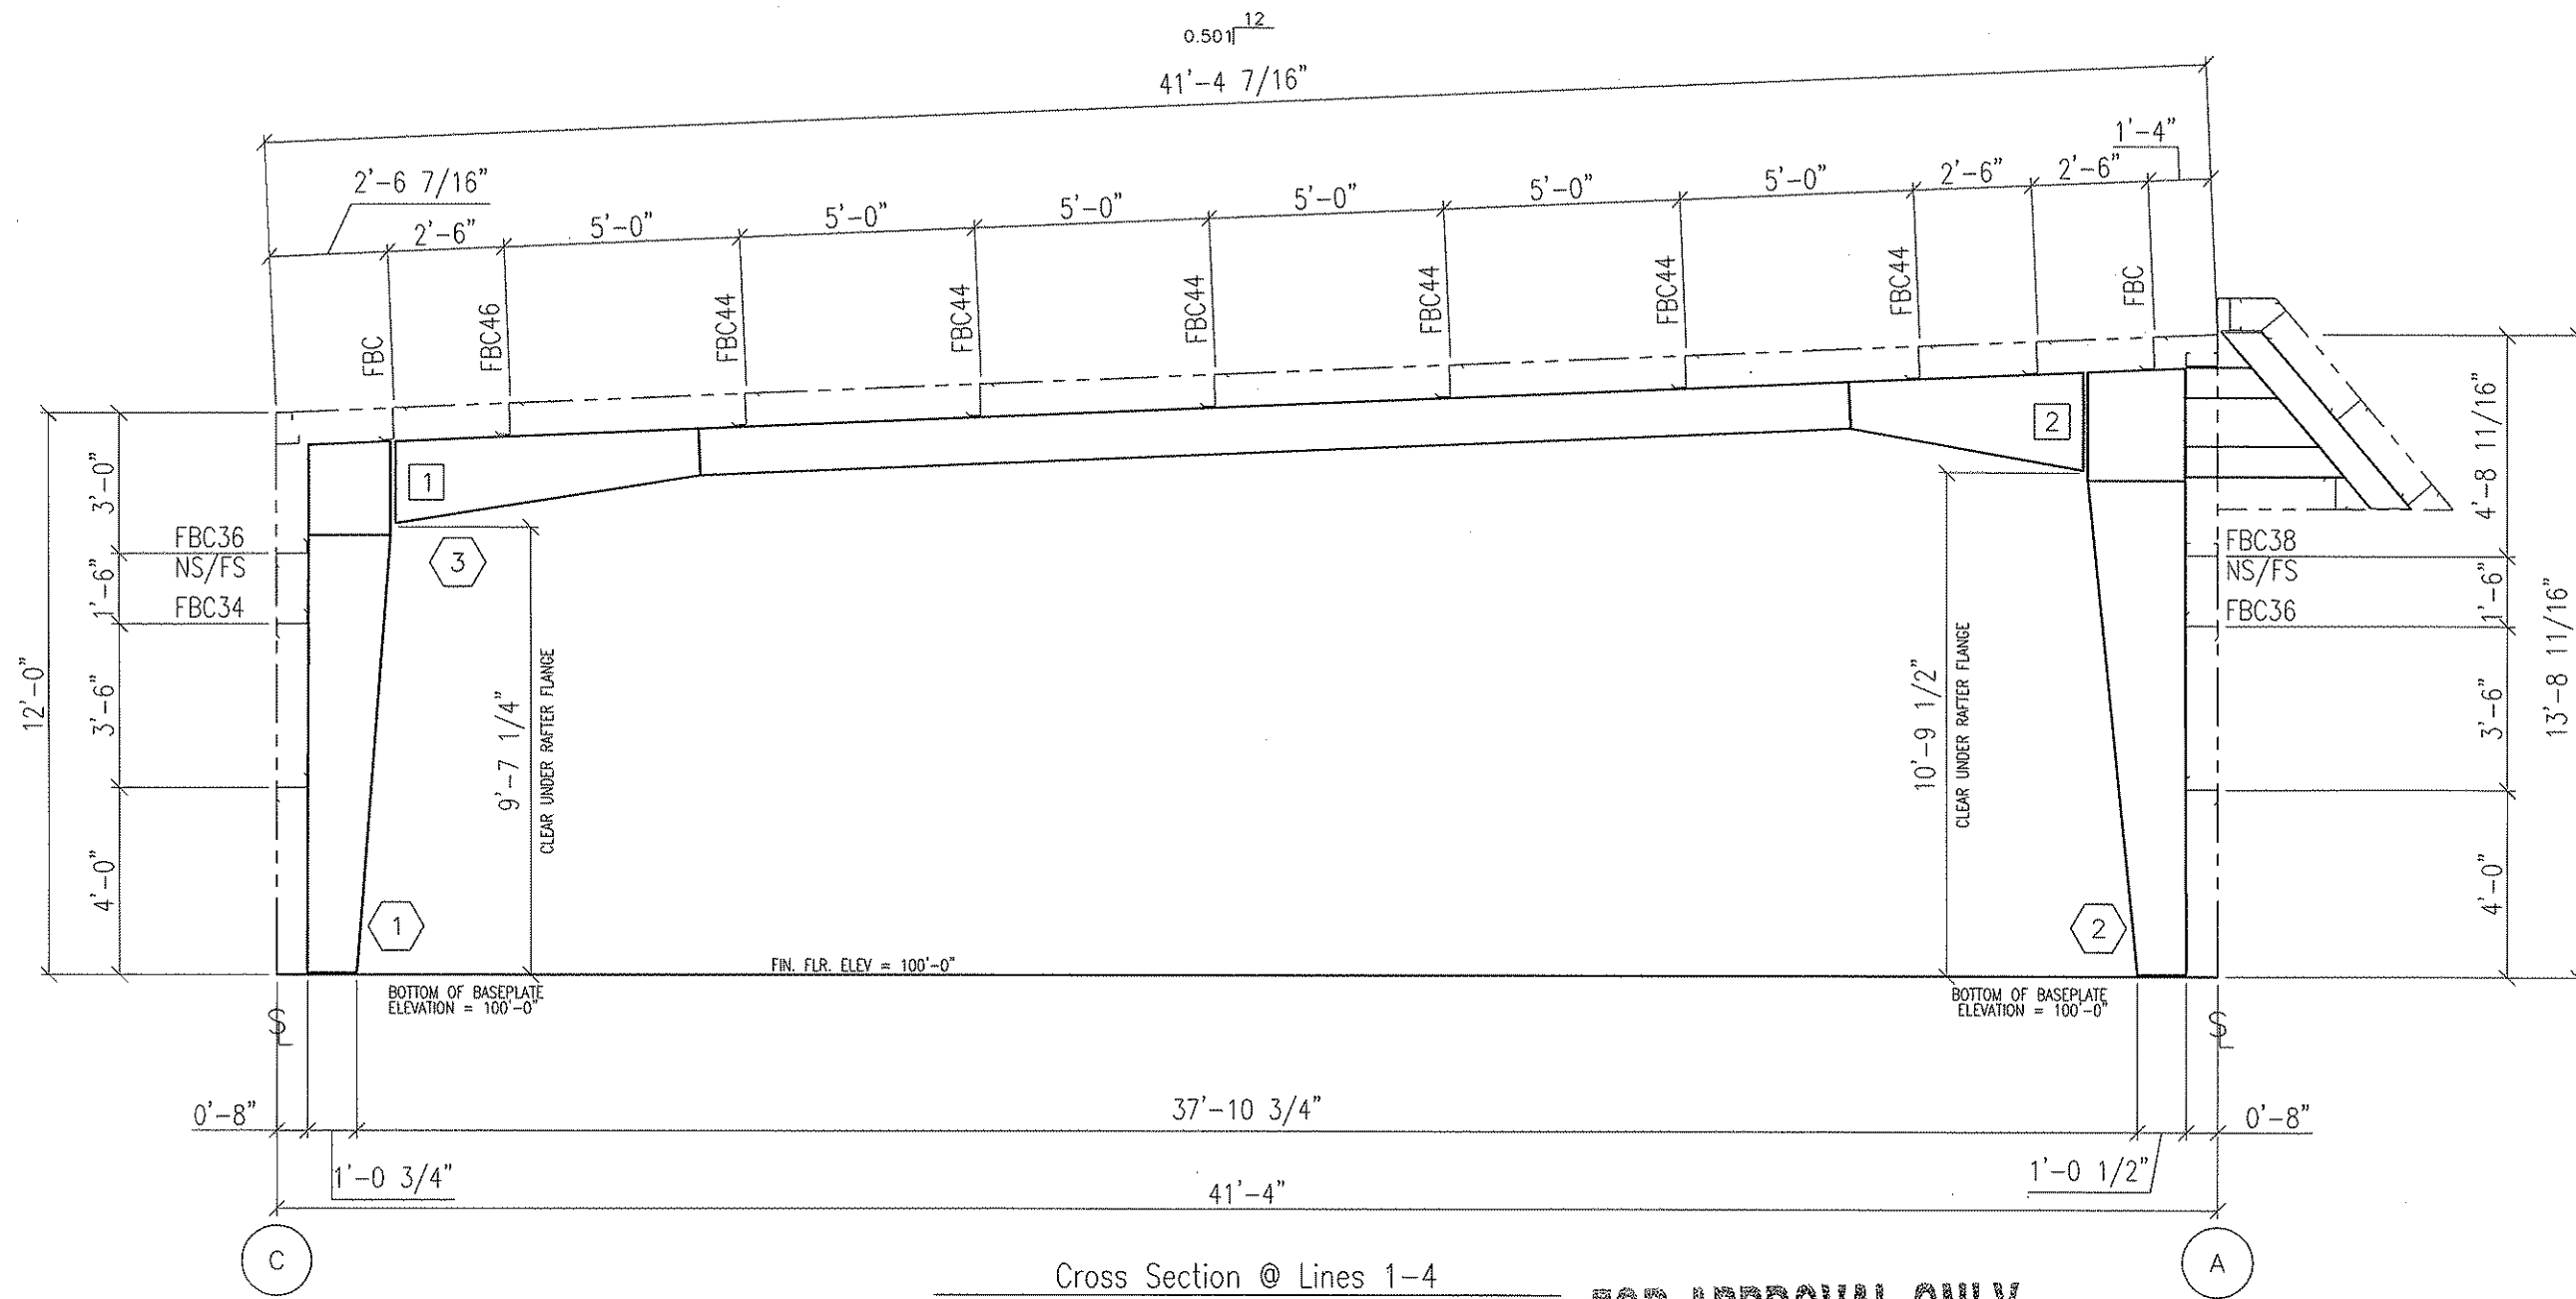 12
0.501
41'-4 7/16"
1'-4"
2'-6 7/16"
2'-6"
5'-0"
5'-0"
5'-0"
5'-0"
5'-0"
5'-0"
2'-6"
2'-6"
FBC
FBC46
FBC44
FBC44
FBC44
FBC44
FBC44
FBC44
FBC
1
2
3
12'-0"
3'-0"
1'-6"
3'-6"
4'-0"
FBC36
NS/FS
FBC34
9'-7 1/4"
CLEAR UNDER RAFTER FLANGE
10'-9 1/2"
CLEAR UNDER RAFTER FLANGE
FBC38
NS/FS
FBC36
4'-8 11/16"
1'-6"
3'-6"
4'-0"
13'-8 11/16"
1
2
FIN. FLR. ELEV = 100'-0"
BOTTOM OF BASEPLATE
ELEVATION = 100'-0"
BOTTOM OF BASEPLATE
ELEVATION = 100'-0"
SL
SL
0'-8"
37'-10 3/4"
0'-8"
1'-0 3/4"
1'-0 1/2"
41'-4"
C
A
Cross Section @ Lines 1-4
FOR APPROVAL ONLY